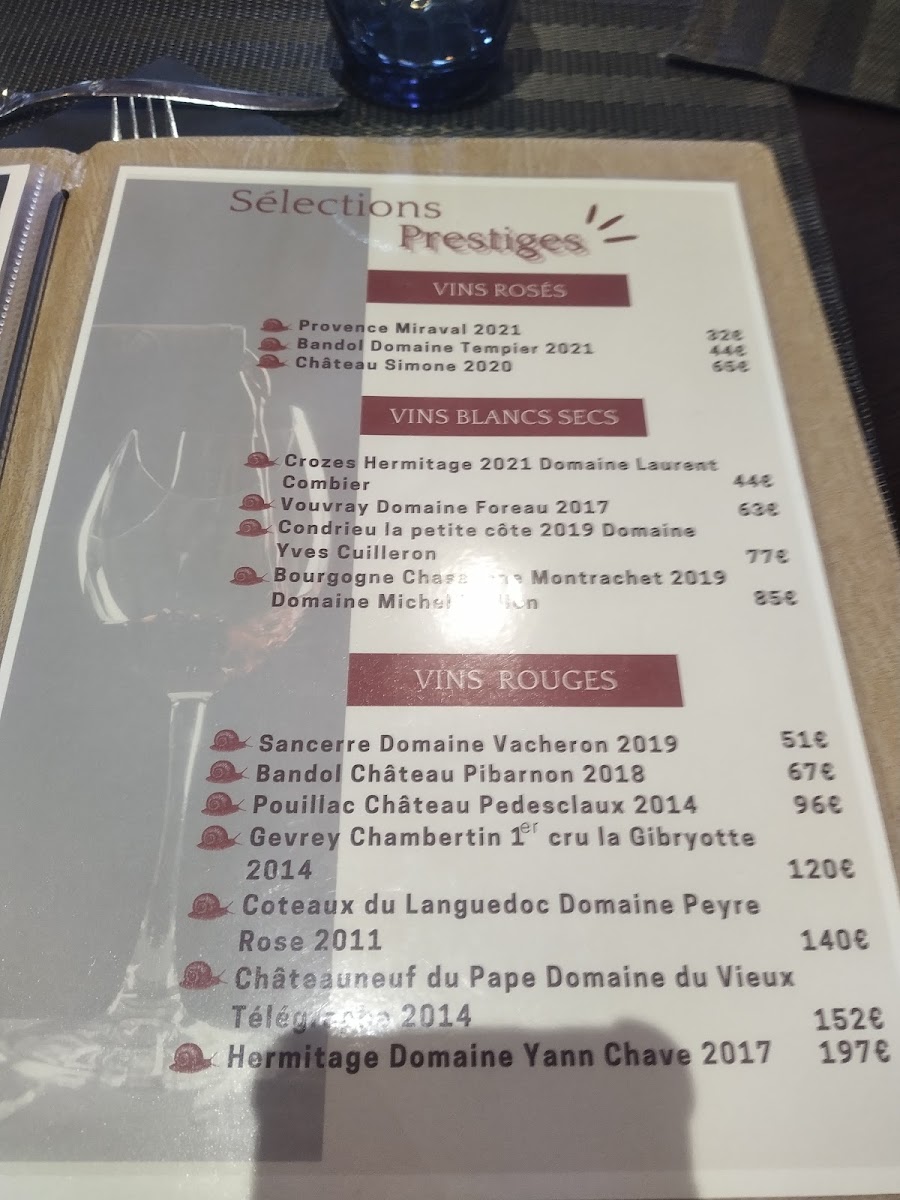 Sélections
Prestiges
VINS ROSÉS
Provence Miraval 2021 32€
Bandol Domaine Tempier 2021 44€
Château Simone 2020 65€
VINS BLANCS SECS
Crozes Hermitage 2021 Domaine Laurent
Combier 44€
Vouvray Domaine Foreau 2017 63€
Condrieu la petite côte 2019 Domaine
Yves Cuilleron 77€
Bourgogne Montrachet 2019
Domaine Michel 85€
VINS ROUGES
Sancerre Domaine Vacheron 2019 51€
Bandol Château Pibarnon 2018 67€
Pouillac Château Pedesclaux 2014 96€
Gevrey Chambertin 1er cru la Gibryotte
2014 120€
Coteaux du Languedoc Domaine Peyre
Rose 2011 140€
Châteauneuf du Pape Domaine du Vieux
Télégraphe 2014 152€
Hermitage Domaine Yann Chave 2017 197€